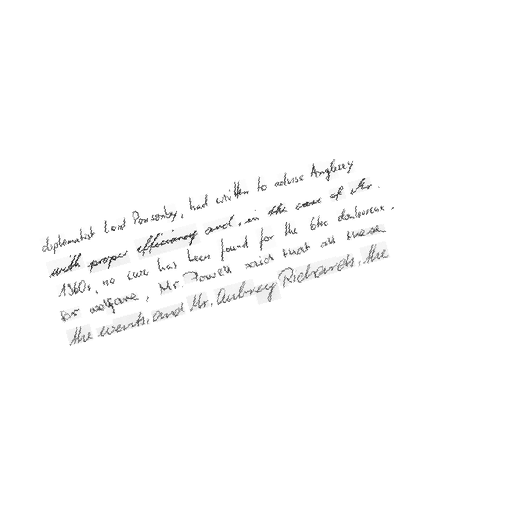 diplomatist Lord Ponsonby, had written to advise Anglesey
with proper efficiency and, in the case of Mr.
1960s, no cure has been found for the tic douloureux.
for welfare, Mr. Powell said that all these
the events, and Mr. Aubrey Richards, the